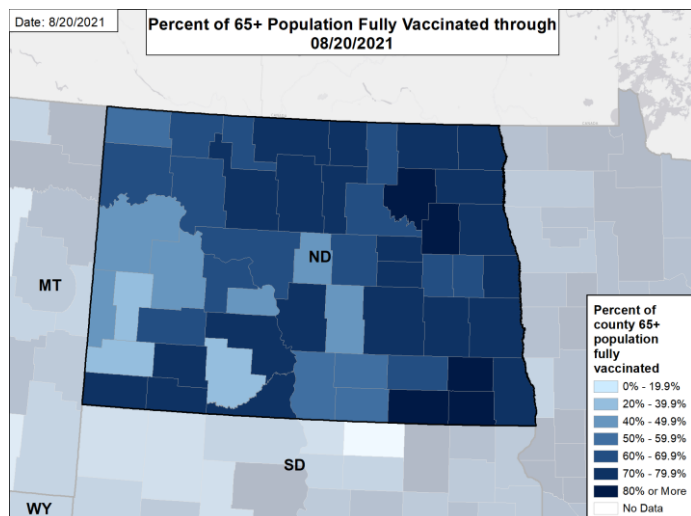 Date: 8/20/2021
Percent of 65+ Population Fully Vaccinated through
08/20/2021
MT
ND
SD
WY
Percent of
county 65+
population
fully
vaccinated
0% - 19.9%
20% - 39.9%
40% - 49.9%
50% - 59.9%
60% - 69.9%
70% - 79.9%
80% or More
No Data